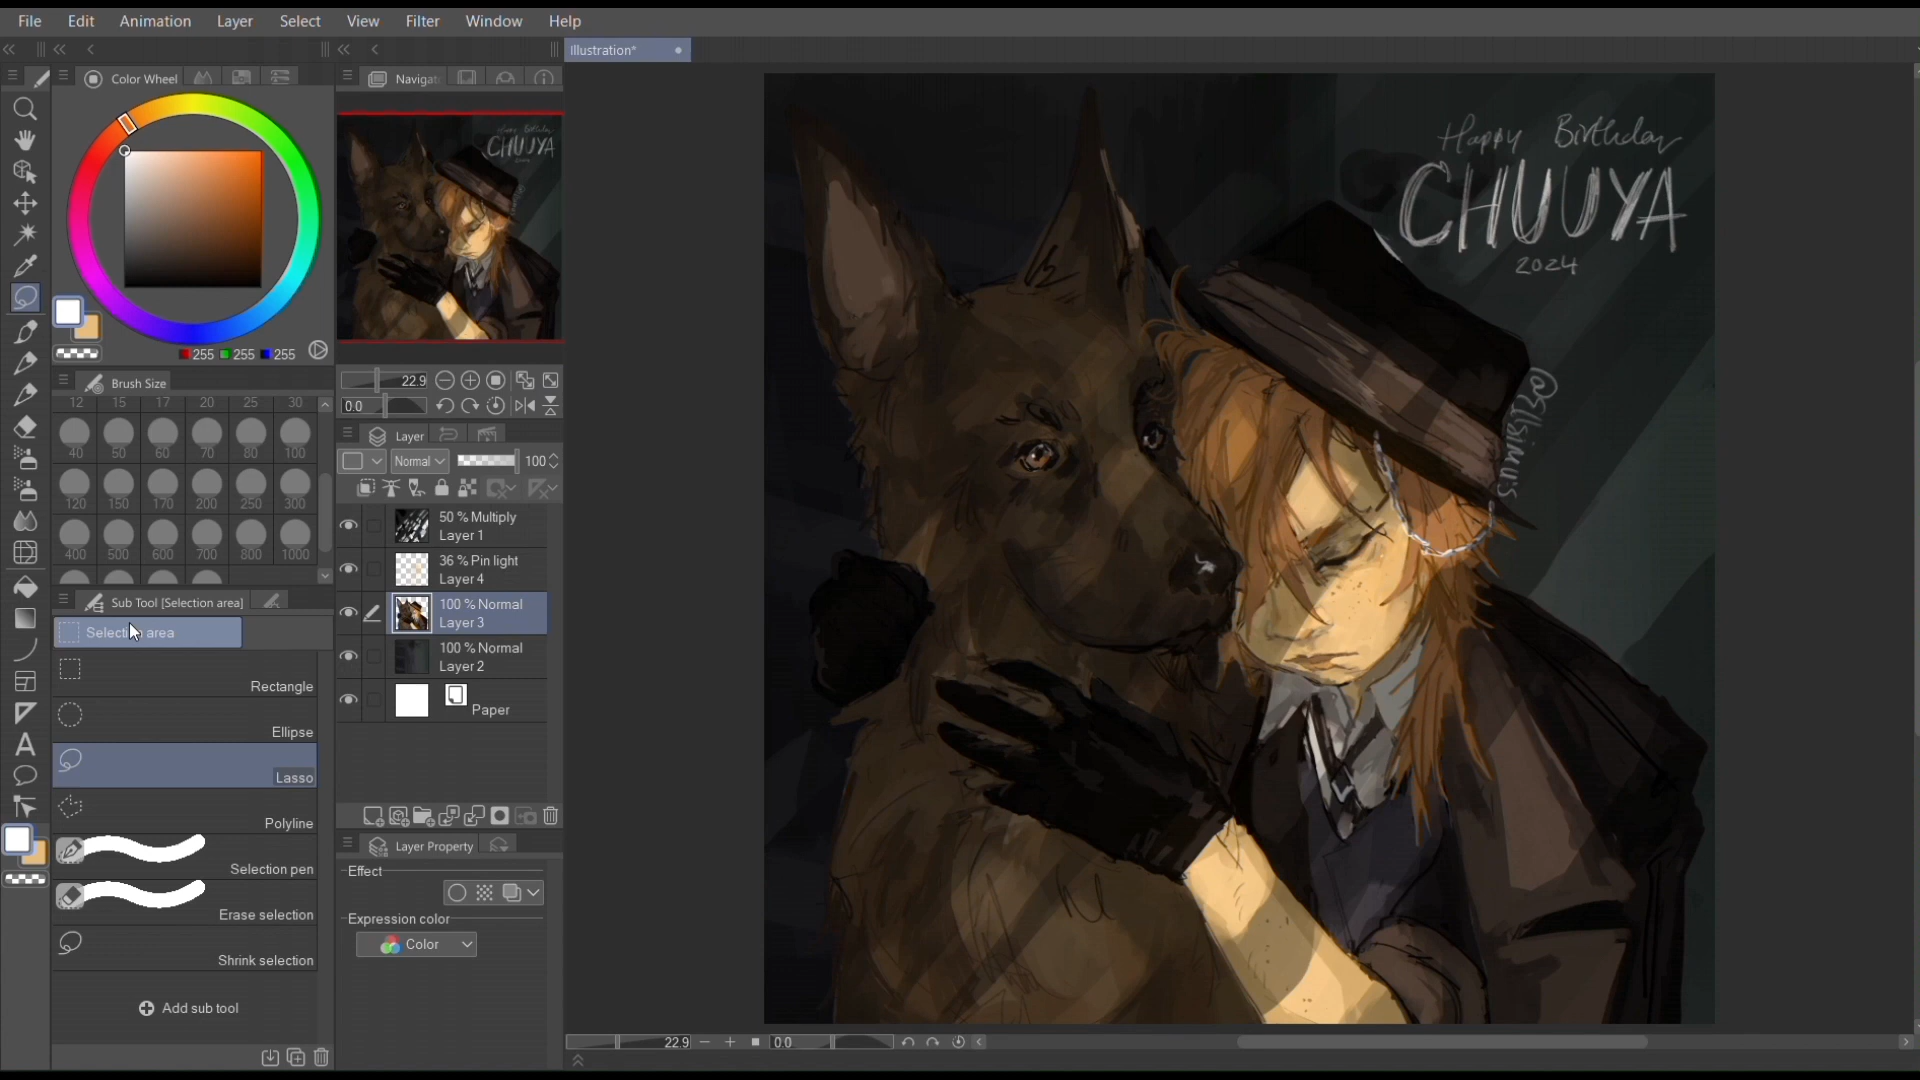 File Edit Animation Layer Select View Filter Window Help
Illustration*
Color Wheel
Navigat
255 255 255
Brush Size
12 15 17 20 25 30
40 50 60 70 80 100
120 150 170 200 250 300
400 500 600 700 800 1000
Sub Tool [Selection area]
Selection area
Rectangle
Ellipse
Lasso
Polyline
Selection pen
Erase selection
Shrink selection
Add sub tool
22.9
0.0
Layer
Normal 100
50 % Multiply
Layer 1
36 % Pin light
Layer 4
100 % Normal
Layer 3
100 % Normal
Layer 2
Paper
Layer Property
Effect
Expression color
Color
Happy Birthday
CHUUYA
2024
22.9 0.0